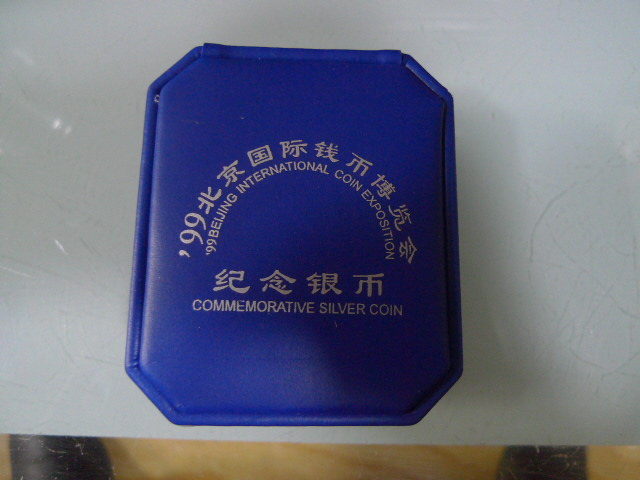 '99北京国际钱币博览会
'99BEIJING INTERNATIONAL COIN EXPOSITION
纪念银币
COMMEMORATIVE SILVER COIN